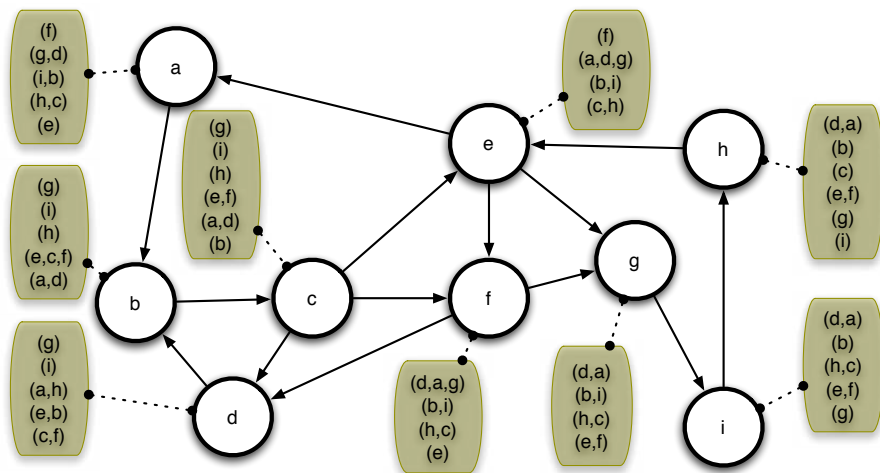 (f)
(g,d)
(i,b)
(h,c)
(e)
a
(g)
(i)
(h)
(e,f)
(a,d)
(b)
(f)
(a,d,g)
(b,i)
(c,h)
e
h
(d,a)
(b)
(c)
(e,f)
(g)
(i)
(g)
(i)
(h)
(e,c,f)
(a,d)
b
c
f
g
(g)
(i)
(a,h)
(e,b)
(c,f)
d
(d,a,g)
(b,i)
(h,c)
(e)
(d,a)
(b,i)
(h,c)
(e,f)
i
(d,a)
(b)
(h,c)
(e,f)
(g)